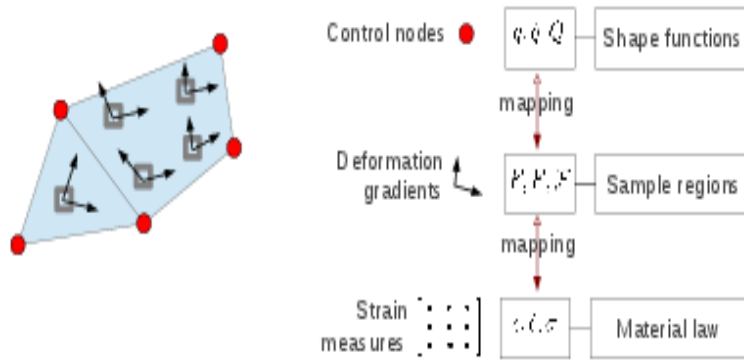 Control nodes
Shape functions
mapping
Deformation
gradients
Sample regions
mapping
Strain
measures
Material law